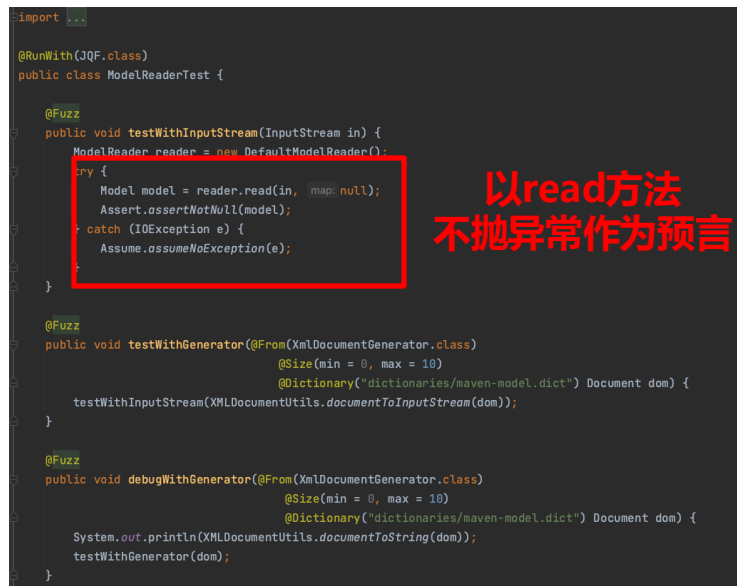 import ...
@RunWith(JQF.class)
public class ModelReaderTest {
@Fuzz
public void testWithInputStream(InputStream in) {
ModelReader reader = new DefaultModelReader();
try {
Model model = reader.read(in, map: null);
Assert.assertNotNull(model);
} catch (IOException e) {
Assume.assumeNoException(e);
}
}
以read方法
不抛异常作为预言
@Fuzz
public void testWithGenerator(@From(XmlDocumentGenerator.class)
@Size(min = 0, max = 10)
@Dictionary("dictionaries/maven-model.dict") Document dom) {
testWithInputStream(XMLDocumentUtils.documentToInputStream(dom));
}
@Fuzz
public void debugWithGenerator(@From(XmlDocumentGenerator.class)
@Size(min = 0, max = 10)
@Dictionary("dictionaries/maven-model.dict") Document dom) {
System.out.println(XMLDocumentUtils.documentToString(dom));
testWithGenerator(dom);
}